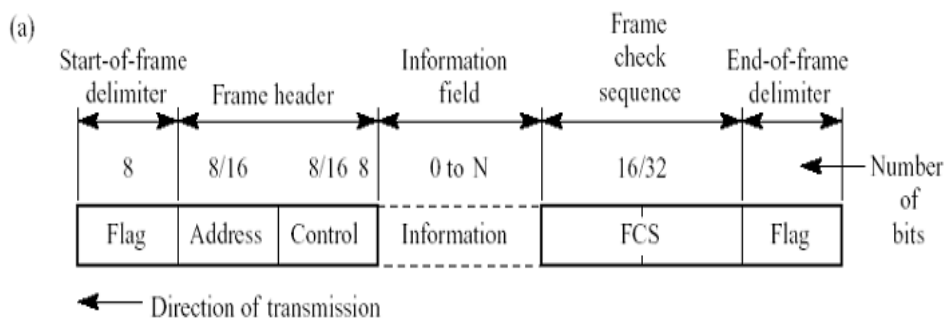 (a)
Start-of-frame
delimiter
Frame header
Information
field
Frame
check
sequence
End-of-frame
delimiter
8
8/16
8/16 8
0 to N
16/32
Number
of
bits
Flag
Address
Control
Information
FCS
Flag
Direction of transmission